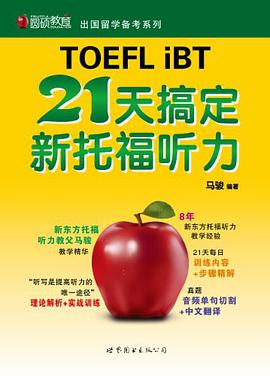 圆硕教育
出国留学备考系列
TOEFL iBT
21天搞定
新托福听力
马骏 编著
新东方托福
听力教父马骏
教学精华
“听写是提高听力的
唯一途径”
理论解析+实战训练
8年
新东方托福听力
教学经验
21天每日
训练内容
+步骤精解
真题
音频单句切割
+中文翻译
世界图书出版公司